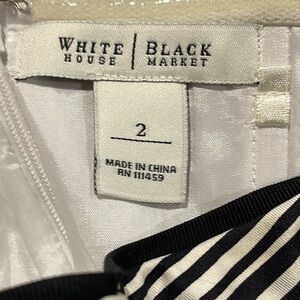 WHITE | BLACK
HOUSE | MARKET
2
MADE IN CHINA
RN 111459